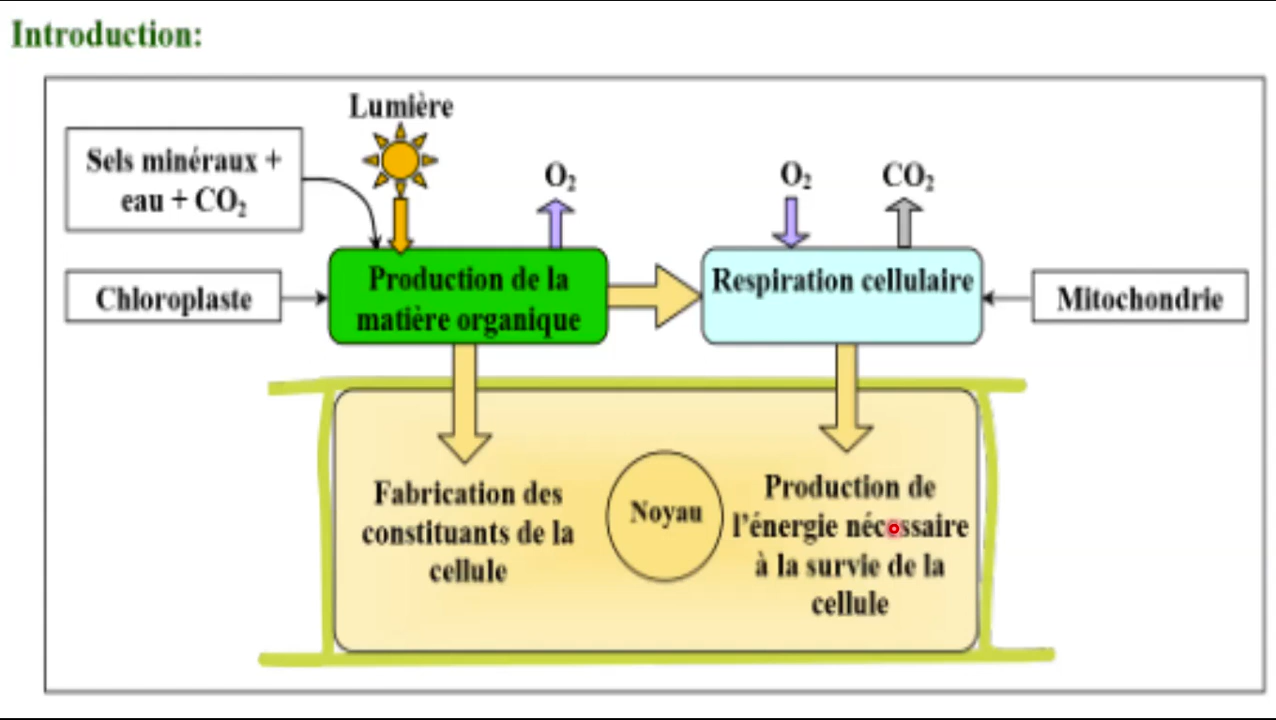 Introduction:
Lumière
Sels minéraux +
eau + CO₂
O₂
O₂
CO₂
Chloroplaste
Production de la
matière organique
Respiration cellulaire
Mitochondrie
Fabrication des
constituants de la
cellule
Noyau
Production de
l'énergie nécessaire
à la survie de la
cellule